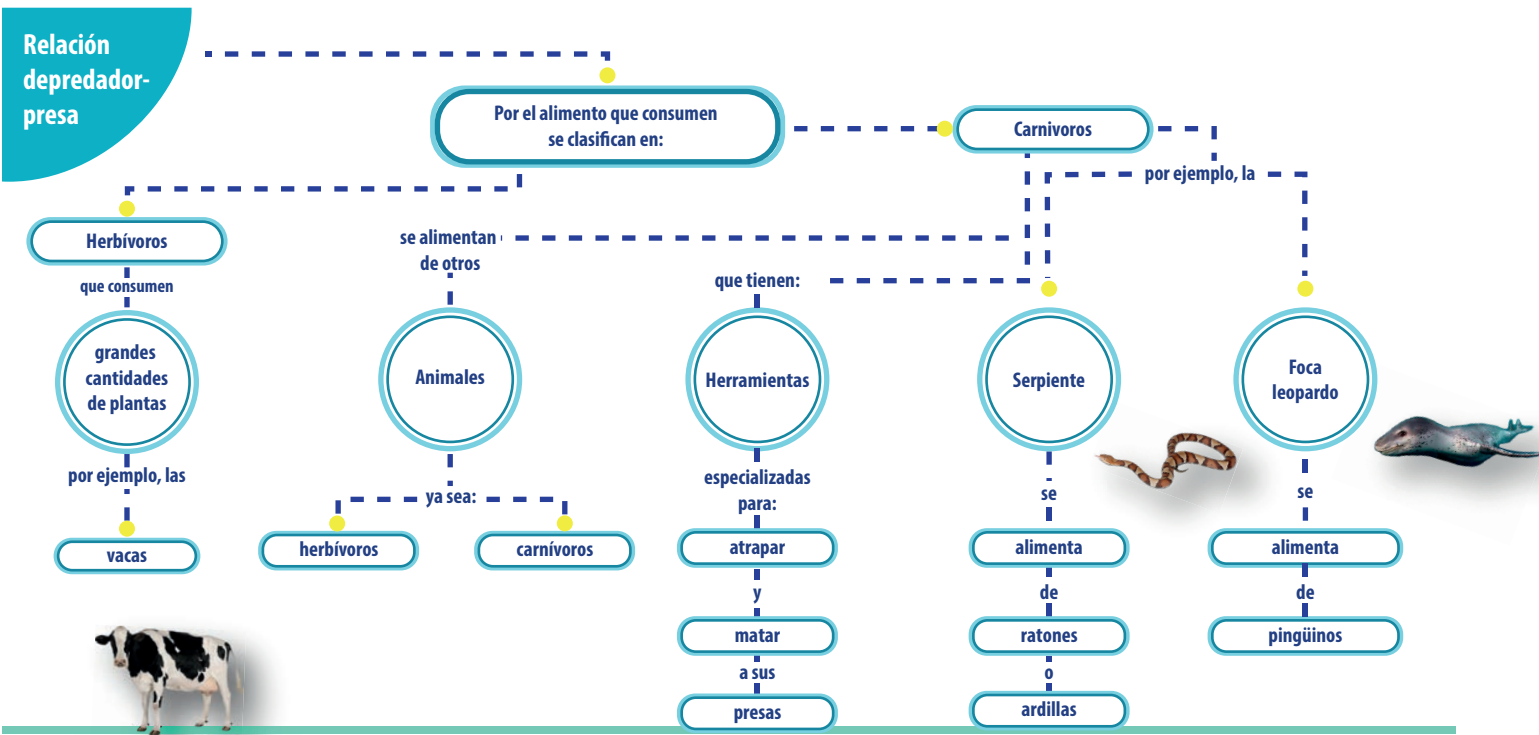 Relación
depredador-
presa
Por el alimento que consumen
se clasifican en:
Carnivoros
por ejemplo, la
Herbívoros
que consumen
grandes
cantidades
de plantas
por ejemplo, las
vacas
se alimentan
de otros
Animales
ya sea:
herbívoros
carnívoros
que tienen:
Herramientas
especializadas
para:
atrapar
y
matar
a sus
presas
Serpiente
se
alimenta
de
ratones
o
ardillas
Foca
leopardo
se
alimenta
de
pingüinos